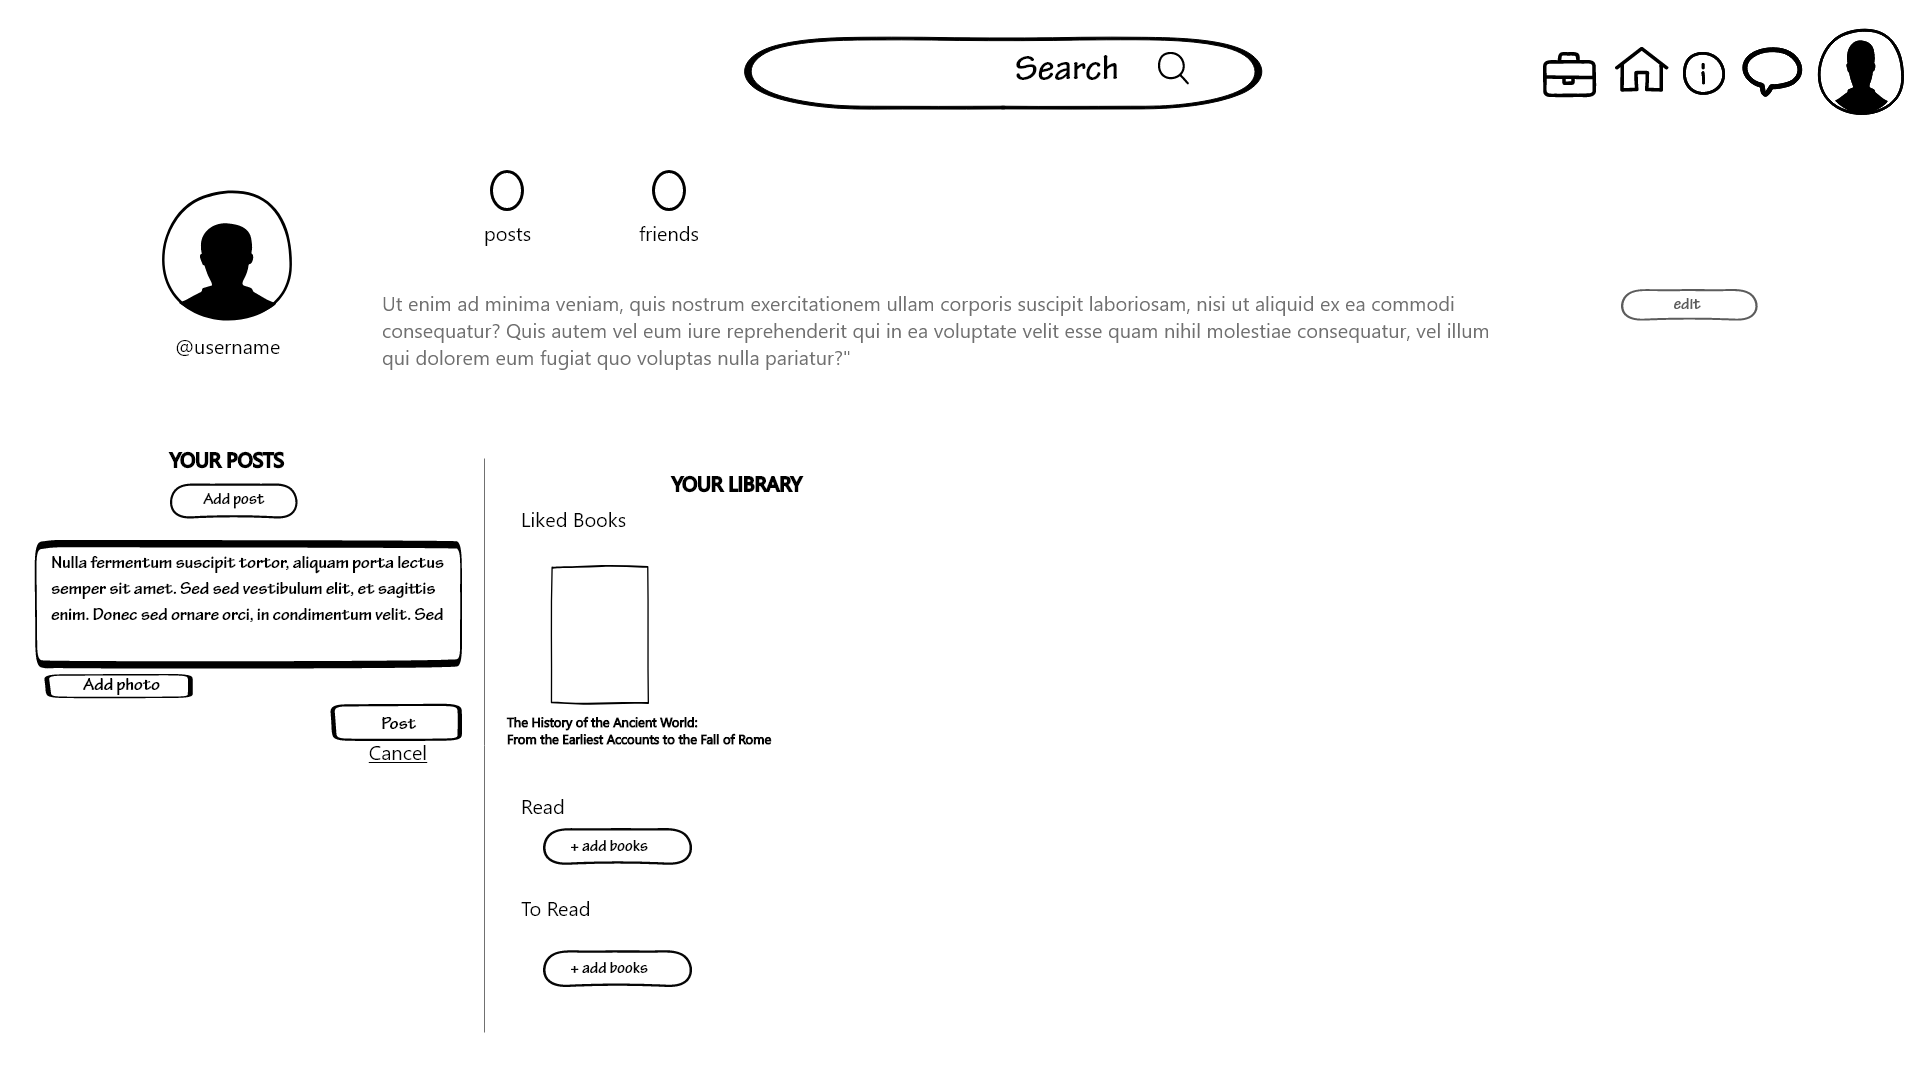 Search
0
0
posts
friends
Ut enim ad minima veniam, quis nostrum exercitationem ullam corporis suscipit laboriosam, nisi ut aliquid ex ea commodi
consequatur? Quis autem vel eum iure reprehenderit qui in ea voluptate velit esse quam nihil molestiae consequatur, vel illum
qui dolorem eum fugiat quo voluptas nulla pariatur?"
edit
@username
YOUR POSTS
Add post
Nulla fermentum suscipit tortor, aliquam porta lectus
semper sit amet. Sed sed vestibulum elit, et sagittis
enim. Donec sed ornare orci, in condimentum velit. Sed
Add photo
Post
Cancel
YOUR LIBRARY
Liked Books
The History of the Ancient World:
From the Earliest Accounts to the Fall of Rome
Read
+ add books
To Read
+ add books